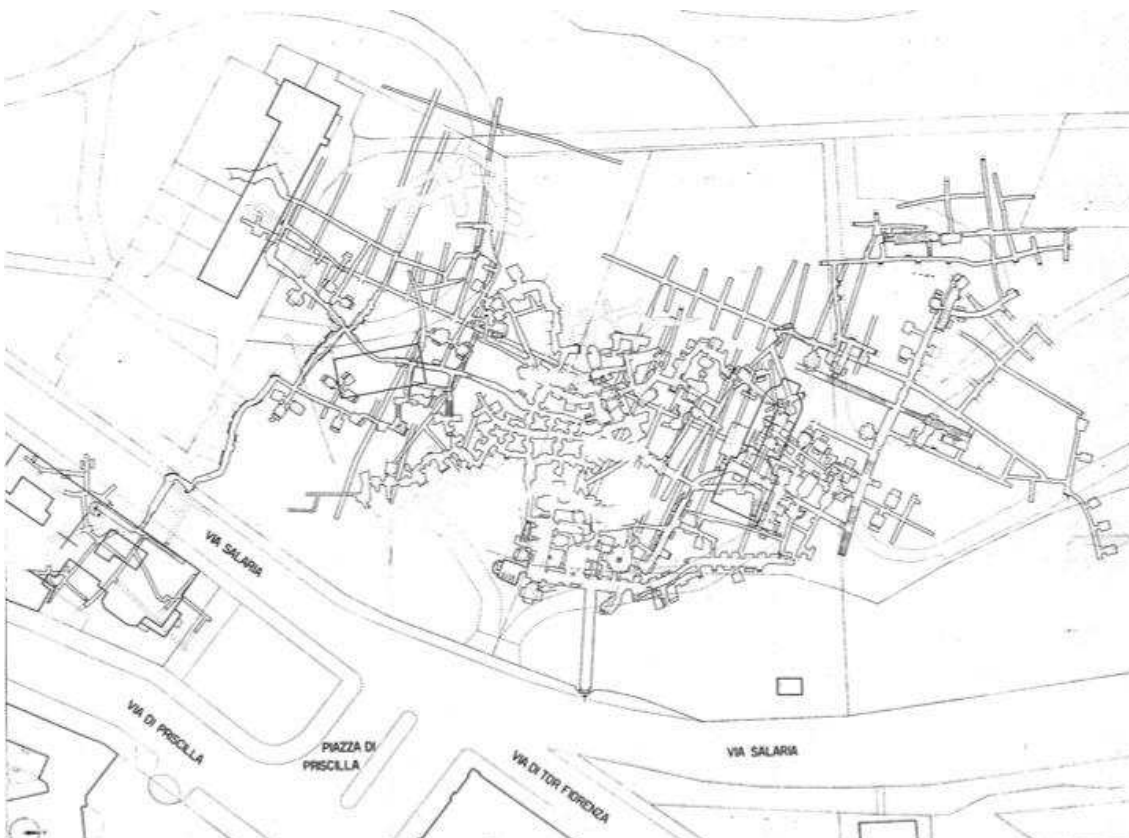 VIA SALARIA
VIA DI PRISCILLA
PIAZZA DI
PRISCILLA
VIA DI TOR FIORENZA
VIA SALARIA